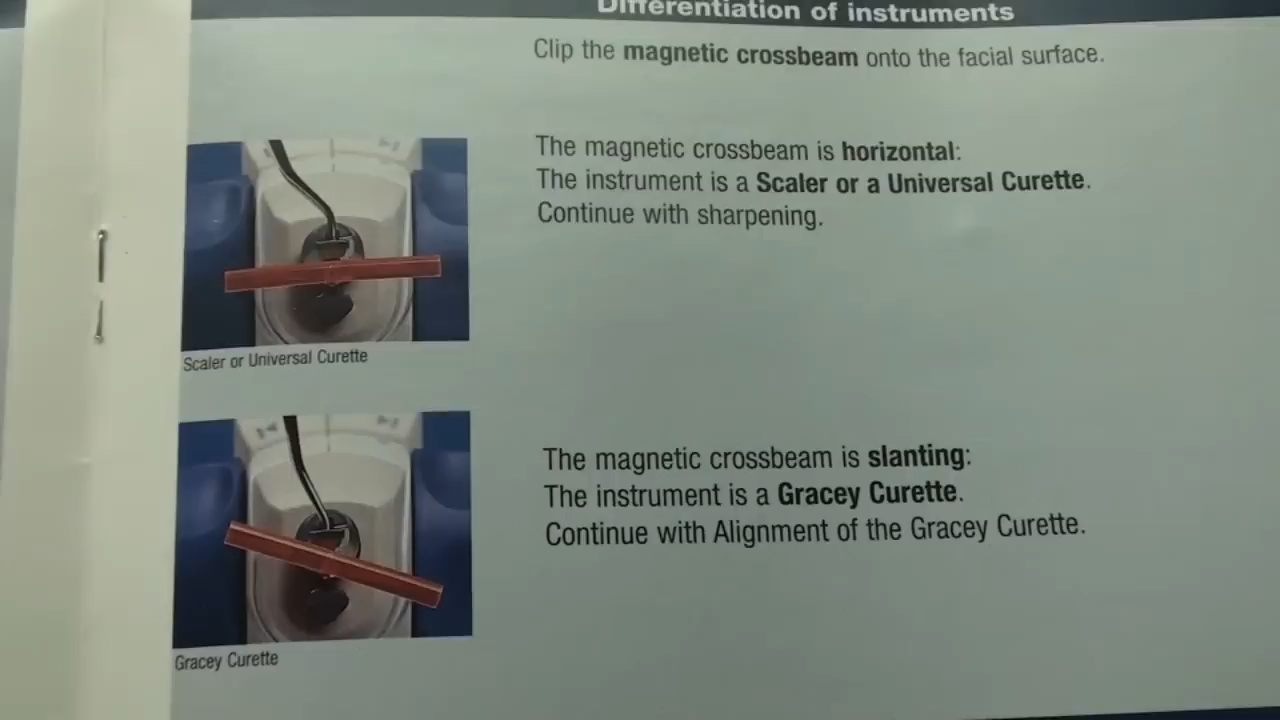 Differentiation of instruments
Clip the magnetic crossbeam onto the facial surface.
The magnetic crossbeam is horizontal:
The instrument is a Scaler or a Universal Curette.
Continue with sharpening.
Scaler or Universal Curette
The magnetic crossbeam is slanting:
The instrument is a Gracey Curette.
Continue with Alignment of the Gracey Curette.
Gracey Curette